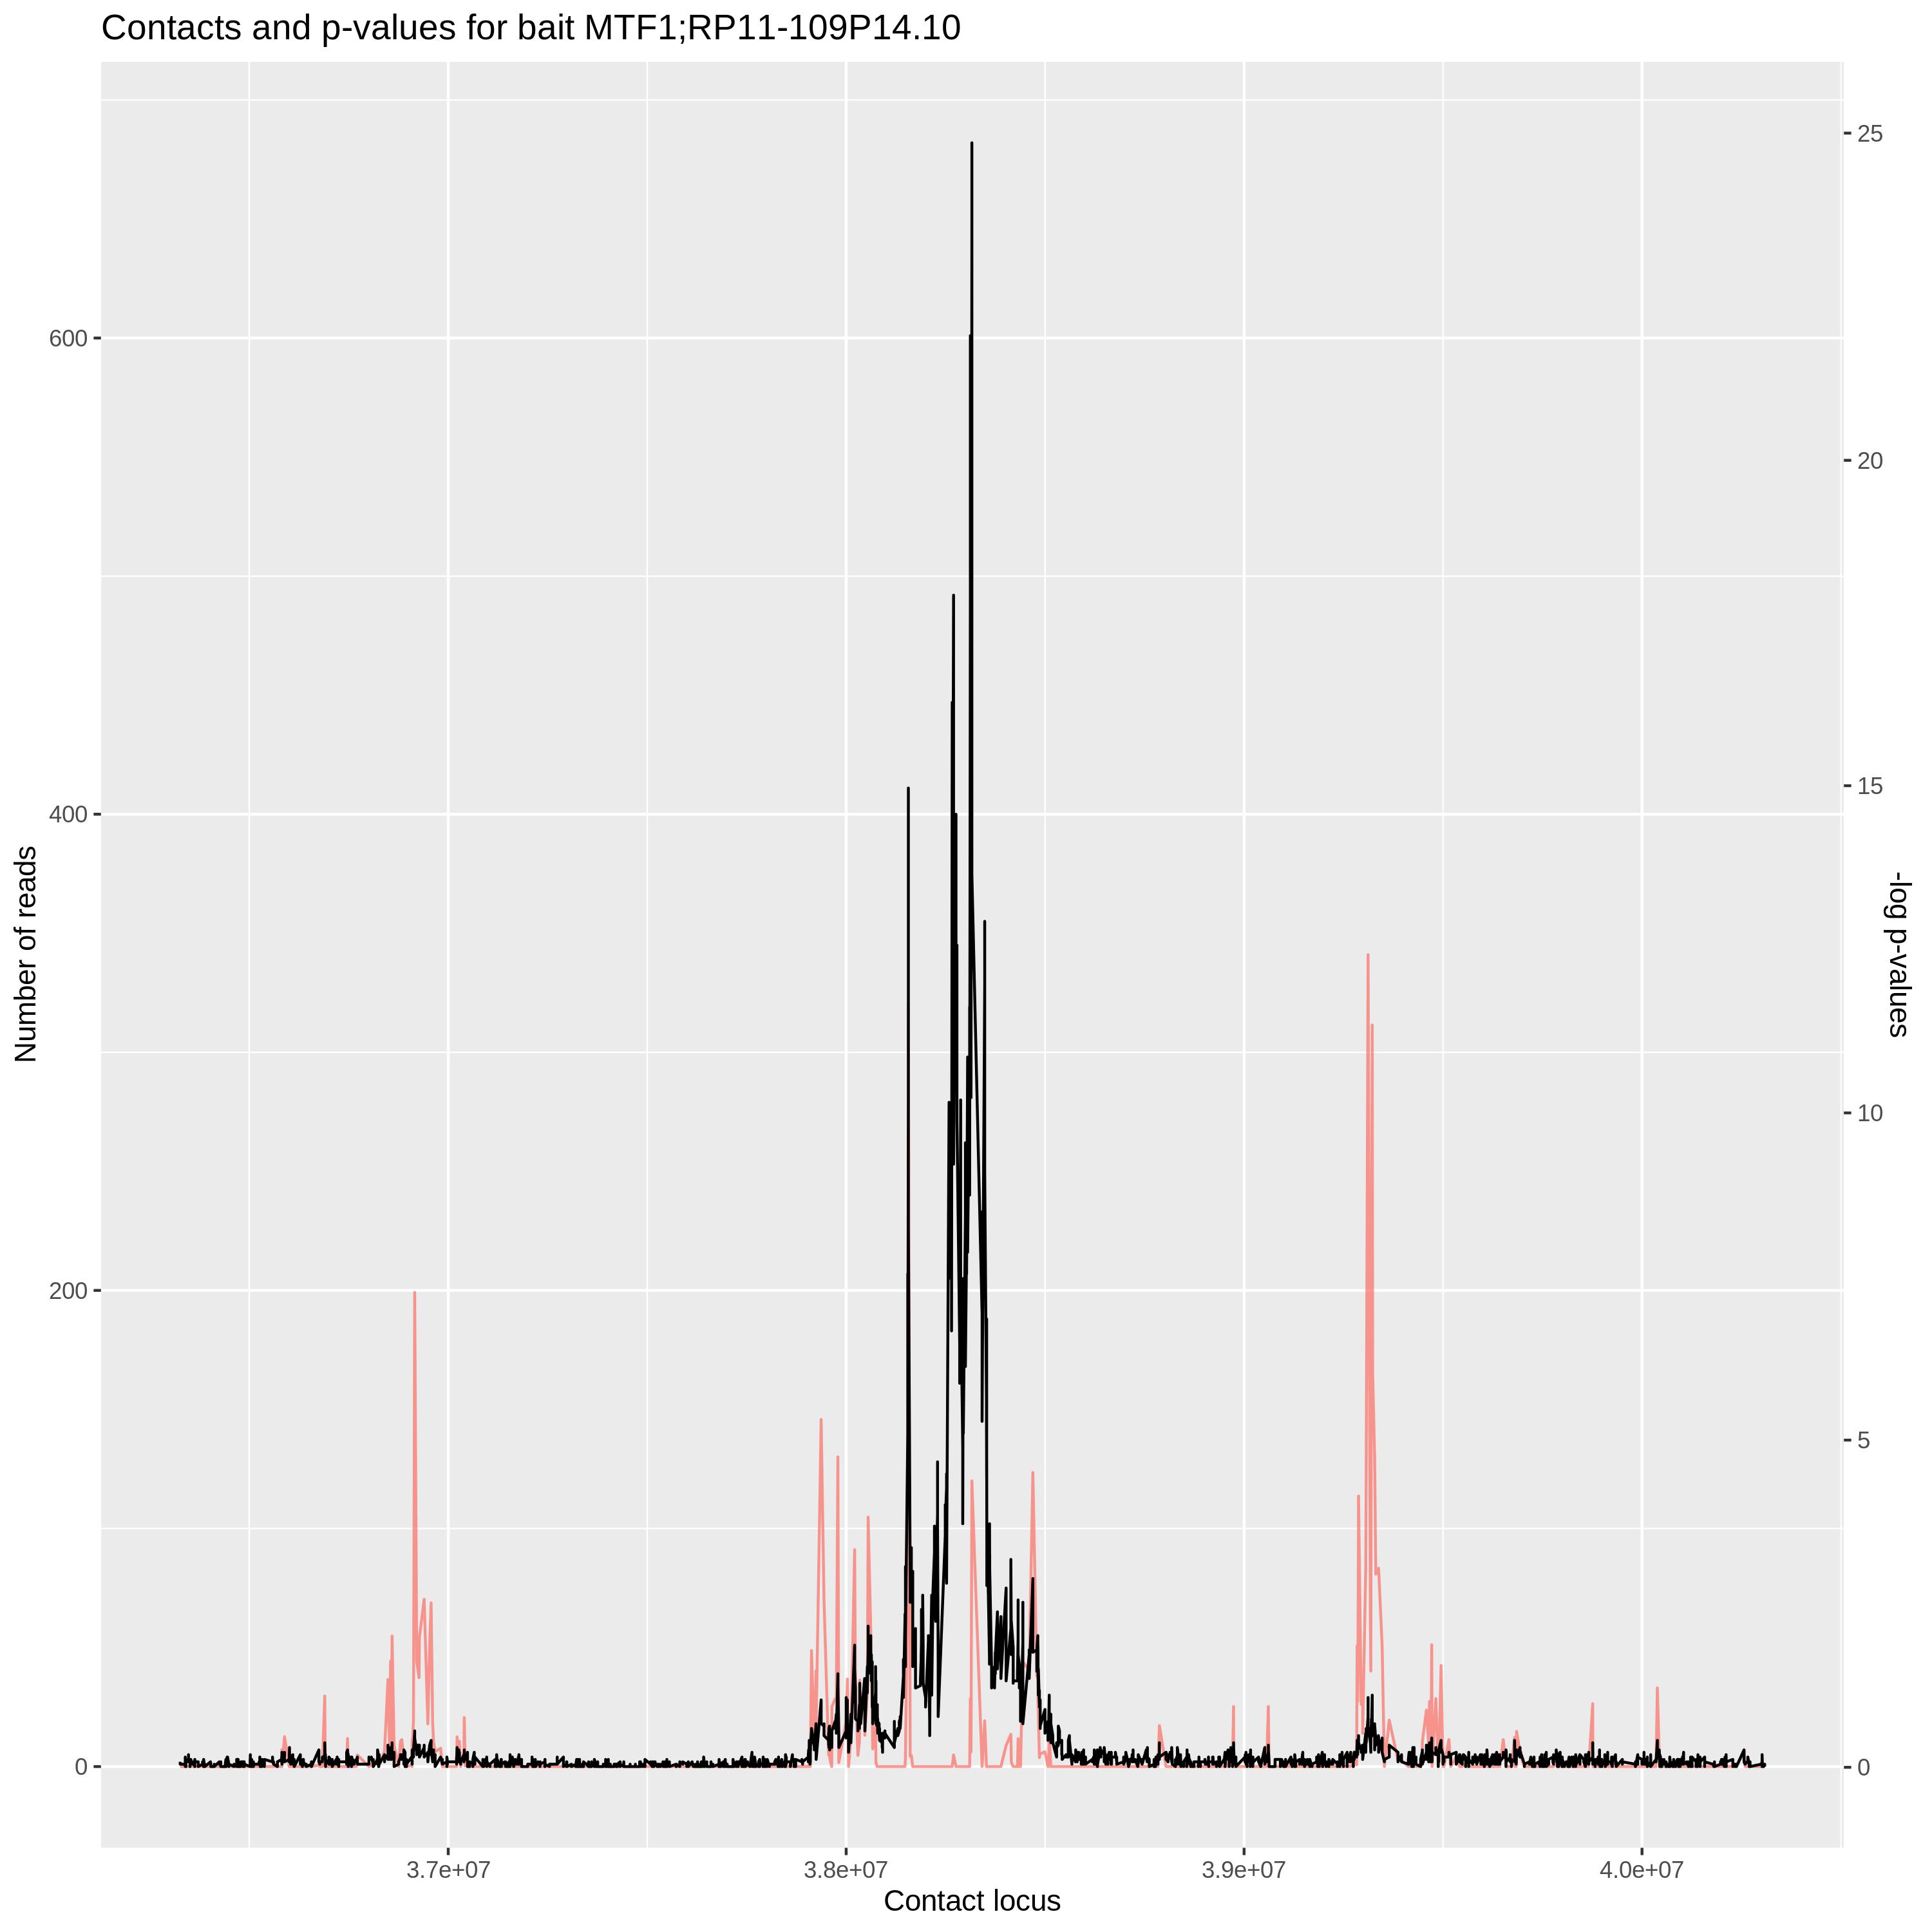 Contacts and p-values for bait MTF1;RP11-109P14.10
25
600
20
400
15
Number of reads
-log p-values
10
200
5
0
0
3.7e+07
3.8e+07
3.9e+07
4.0e+07
Contact locus